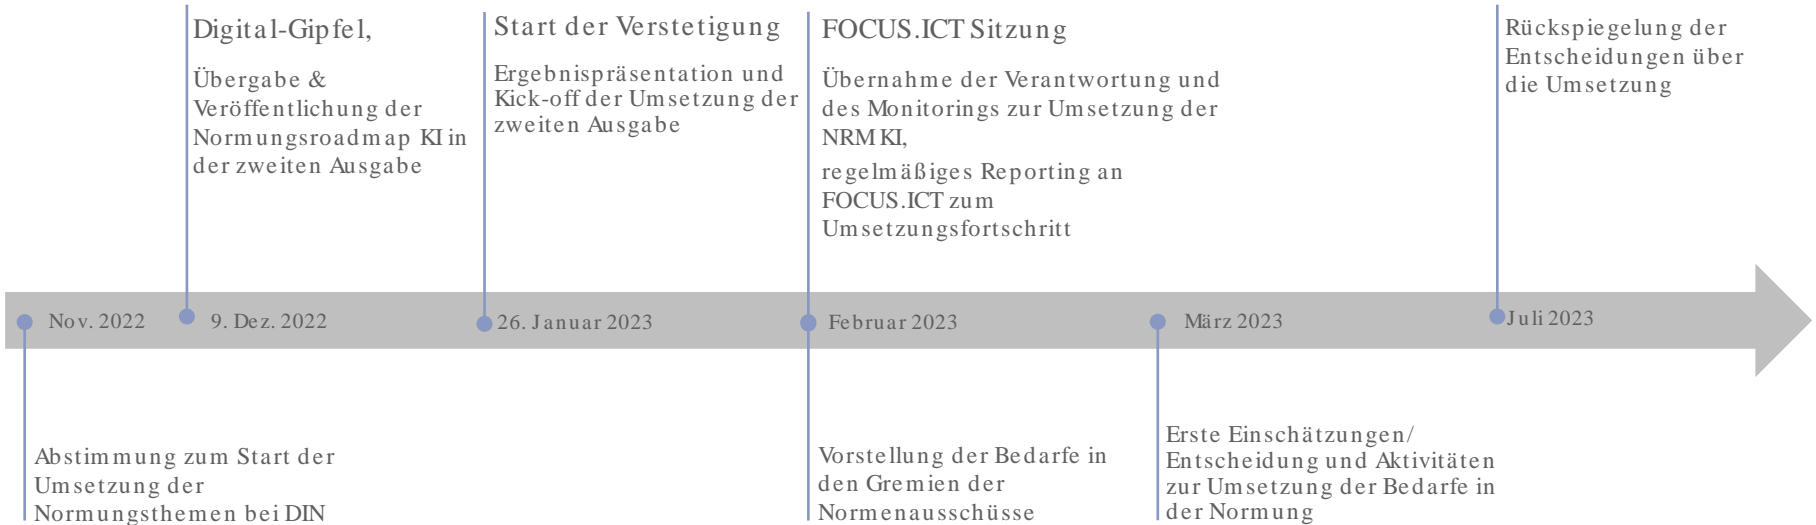 Digital-Gipfel,
Übergabe &
Veröffentlichung der
Normungsroadmap KI in
der zweiten Ausgabe
Start der Verstetigung
Ergebnispräsentation und
Kick-off der Umsetzung der
zweiten Ausgabe
FOCUS.ICT Sitzung
Übernahme der Verantwortung und
des Monitorings zur Umsetzung der
NRM KI,
regelmäßiges Reporting an
FOCUS.ICT zum
Umsetzungsfortschritt
Rückspiegelung der
Entscheidungen über
die Umsetzung
Nov. 2022
9. Dez. 2022
26. Januar 2023
Februar 2023
März 2023
Juli 2023
Abstimmung zum Start der
Umsetzung der
Normungsthemen bei DIN
Vorstellung der Bedarfe in
den Gremien der
Normenausschüsse
Erste Einschätzungen/
Entscheidung und Aktivitäten
zur Umsetzung der Bedarfe in
der Normung